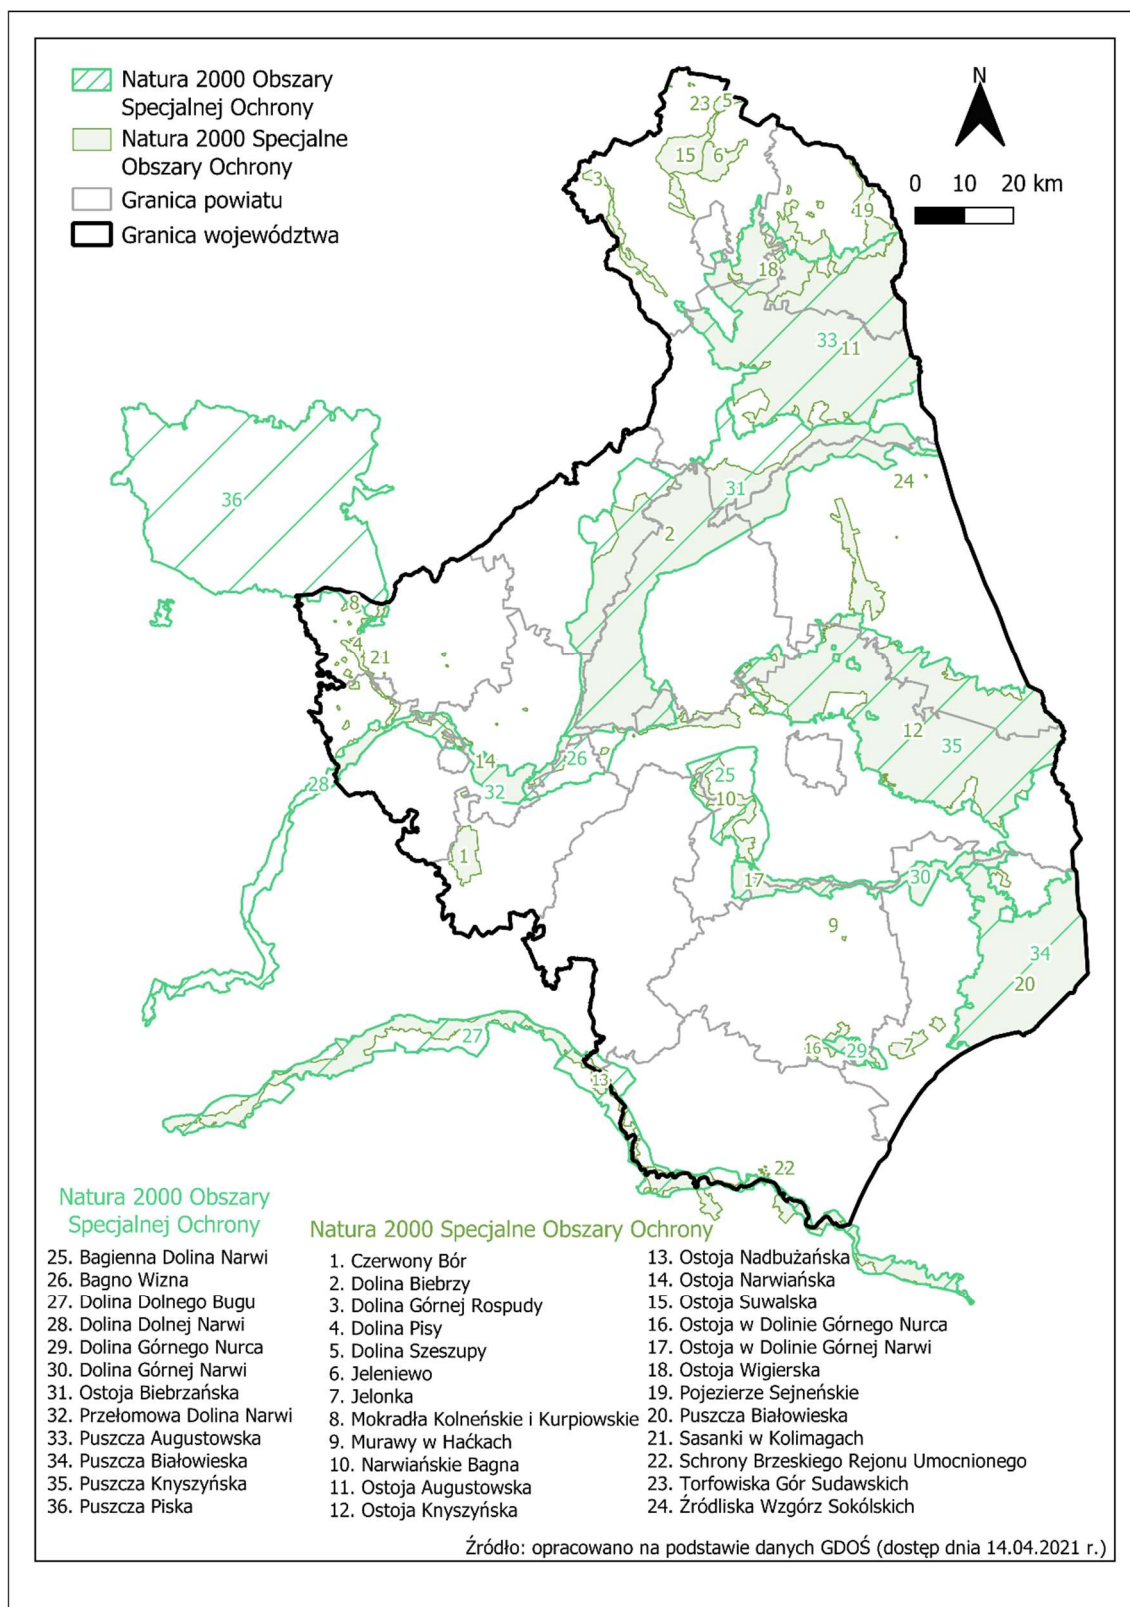 Natura 2000 Obszary
Specjalnej Ochrony
Natura 2000 Specjalne
Obszary Ochrony
Granica powiatu
Granica województwa
N
0 10 20 km
23
5
15
6
3
19
18
33
11
36
31
24
2
8
4
21
12
35
14
26
32
28
25
10
1
17
30
9
34
20
27
16
29
7
13
22
Natura 2000 Obszary
Specjalnej Ochrony
25. Bagienna Dolina Narwi
26. Bagno Wizna
27. Dolina Dolnego Bugu
28. Dolina Dolnej Narwi
29. Dolina Górnego Nurca
30. Dolina Górnej Narwi
31. Ostoja Biebrzańska
32. Przełomowa Dolina Narwi
33. Puszcza Augustowska
34. Puszcza Białowieska
35. Puszcza Knyszyńska
36. Puszcza Piska
Natura 2000 Specjalne Obszary Ochrony
1. Czerwony Bór
2. Dolina Biebrzy
3. Dolina Górnej Rospudy
4. Dolina Pisy
5. Dolina Szeszupy
6. Jeleniewo
7. Jelonka
8. Mokradła Kolneńskie i Kurpiowskie
9. Murawy w Haćkach
10. Narwiańskie Bagna
11. Ostoja Augustowska
12. Ostoja Knyszyńska
13. Ostoja Nadbużańska
14. Ostoja Narwiańska
15. Ostoja Suwalska
16. Ostoja w Dolinie Górnego Nurca
17. Ostoja w Dolinie Górnej Narwi
18. Ostoja Wigierska
19. Pojezierze Sejneńskie
20. Puszcza Białowieska
21. Sasanki w Kolimagach
22. Schrony Brzeskiego Rejonu Umocnionego
23. Torfowiska Gór Sudawskich
24. Źródliska Wzgórz Sokólskich
Źródło: opracowano na podstawie danych GDOŚ (dostęp dnia 14.04.2021 r.)